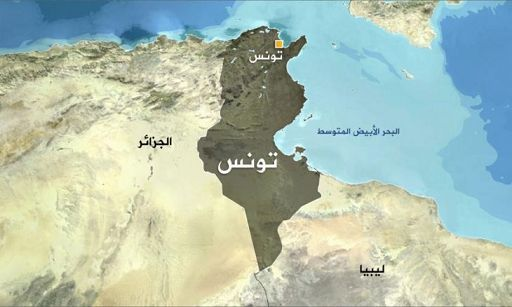 تونس
البحر الأبيض المتوسط
الجزائر
تونس
ليبيا